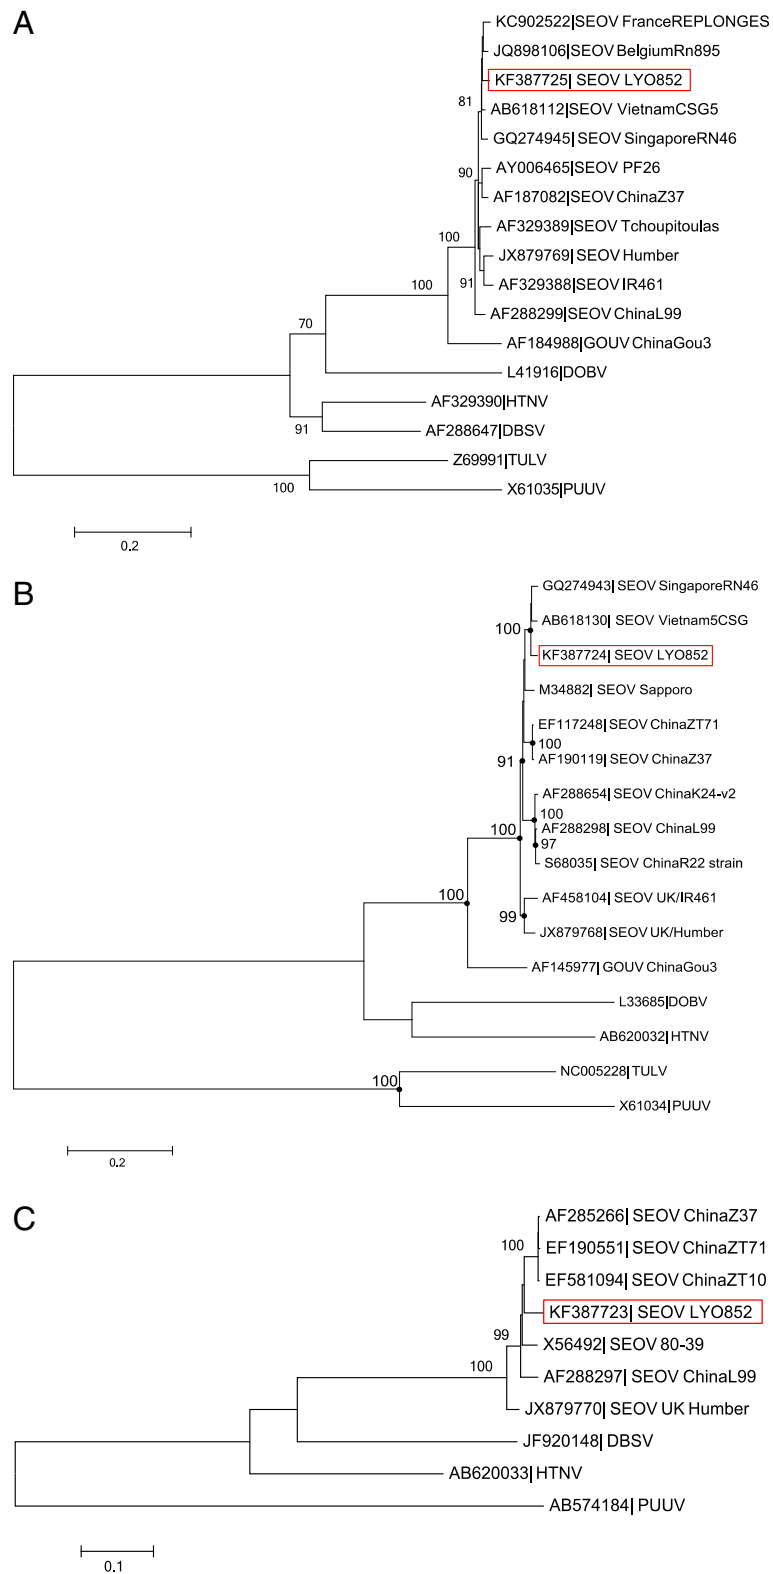 A
KC902522|SEOV FranceREPLONGES
JQ898106|SEOV BelgiumRn895
KF387725| SEOV LYO852
81
AB618112|SEOV VietnamCSG5
GQ274945|SEOV SingaporeRN46
AY006465|SEOV PF26
90
AF187082|SEOV ChinaZ37
AF329389|SEOV Tchoupitoulas
100
JX879769|SEOV Humber
100
91
AF329388|SEOV IR461
AF288299|SEOV ChinaL99
70
AF184988|GOUV ChinaGou3
L41916|DOBV
AF329390|HTNV
91
AF288647|DBSV
Z69991|TULV
100
X61035|PUUV
0.2
B
GQ274943| SEOV SingaporeRN46
AB618130| SEOV Vietnam5CSG
100
KF387724| SEOV LYO852
M34882| SEOV Sapporo
EF117248| SEOV ChinaZT71
100
91
AF190119| SEOV ChinaZ37
AF288654| SEOV ChinaK24-v2
100
100
AF288298| SEOV ChinaL99
97
S68035| SEOV ChinaR22 strain
100
AF458104| SEOV UK/IR461
99
JX879768| SEOV UK/Humber
AF145977| GOUV ChinaGou3
L33685|DOBV
AB620032|HTNV
NC005228|TULV
100
X61034|PUUV
0.2
C
AF285266| SEOV ChinaZ37
100
EF190551| SEOV ChinaZT71
EF581094| SEOV ChinaZT10
KF387723| SEOV LYO852
99
X56492| SEOV 80-39
100
AF288297| SEOV ChinaL99
JX879770| SEOV UK Humber
JF920148| DBSV
AB620033|HTNV
AB574184| PUUV
0.1